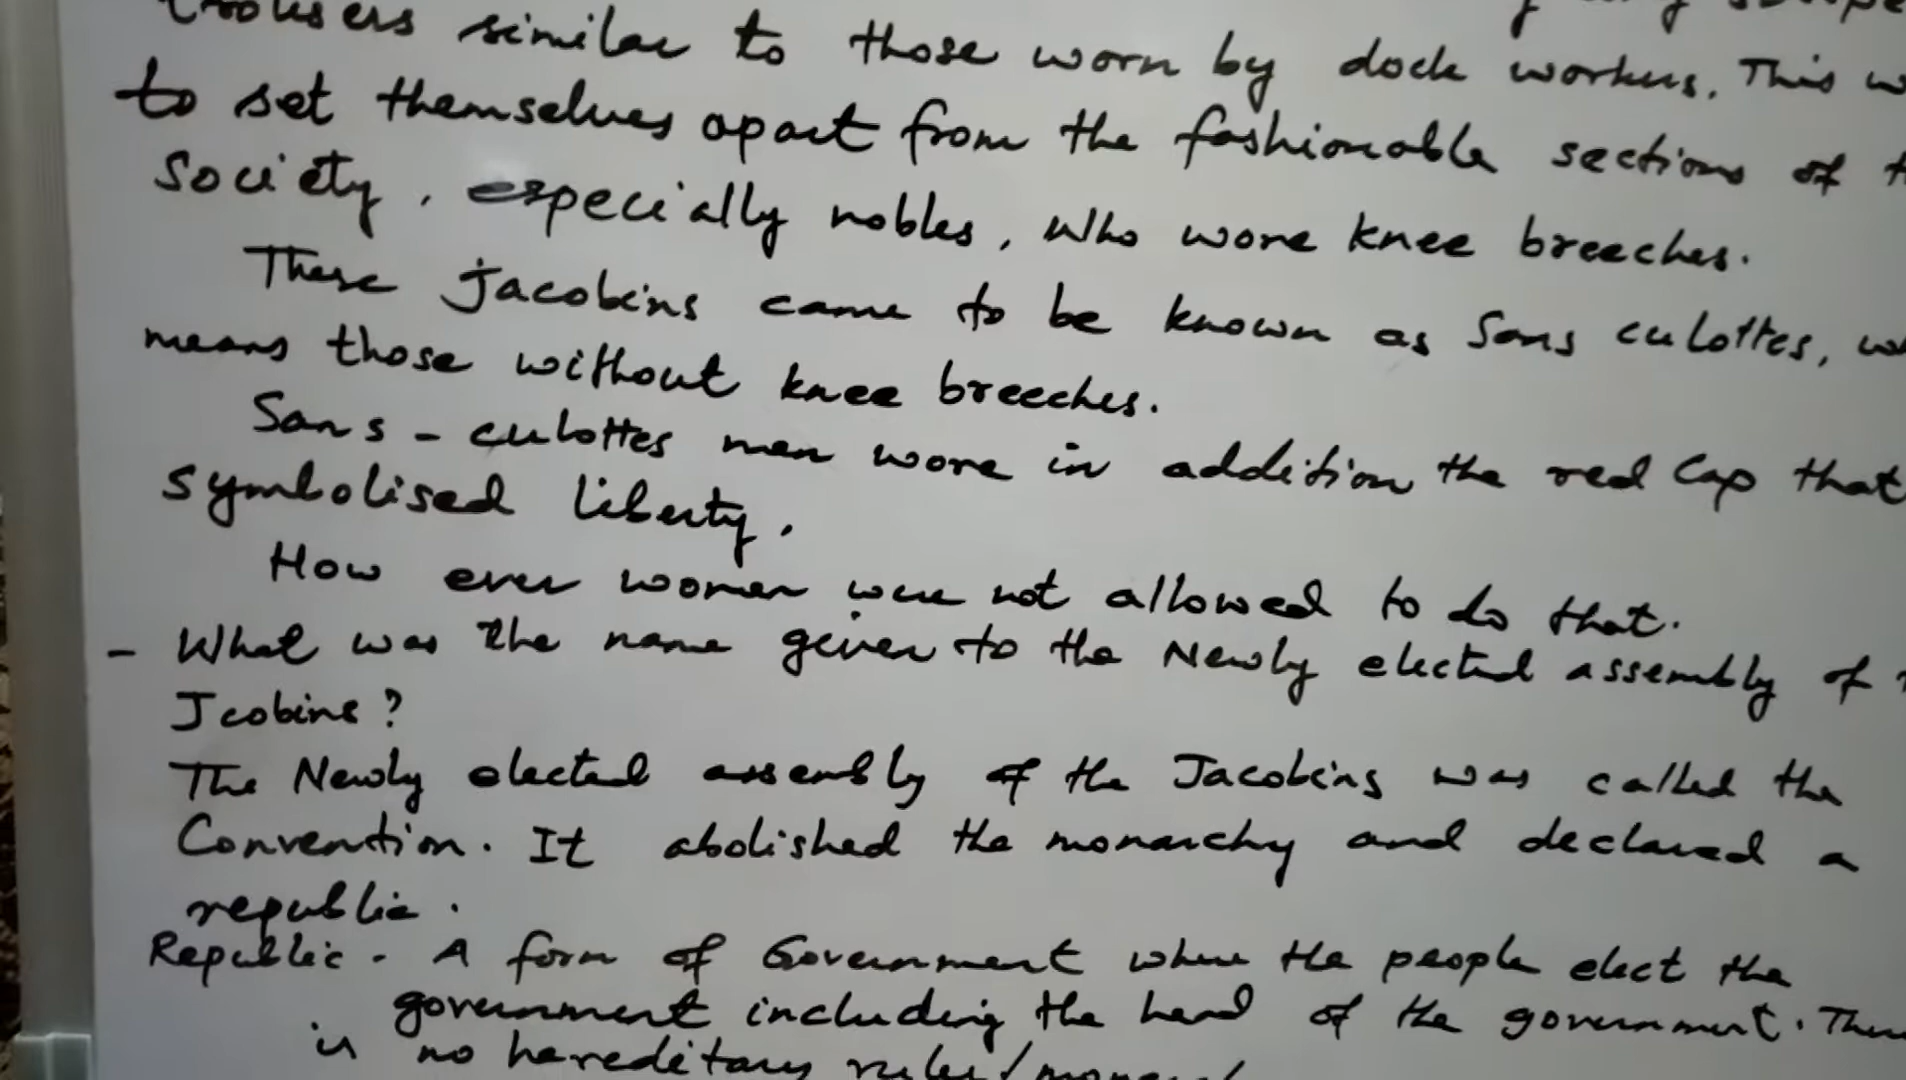 trousers similar to those worn by dock workers. This
to set themselves apart from the fashionable sections of
Society, especially nobles, who wore knee breeches.
These Jacobins came to be known as Sans culottes,
means those without knee breeches.
Sans - culottes men wore in addition the red Cap that
symbolised liberty.
How ever women were not allowed to do that.
- What was the name given to the Newly elected assembly of
Jcobins?
The Newly elected assembly of the Jacobins was called the
Convention. It abolished the monarchy and declared a
republic.
Republic - A form of Government where the people elect the
government including the head of the government.
is no hereditary